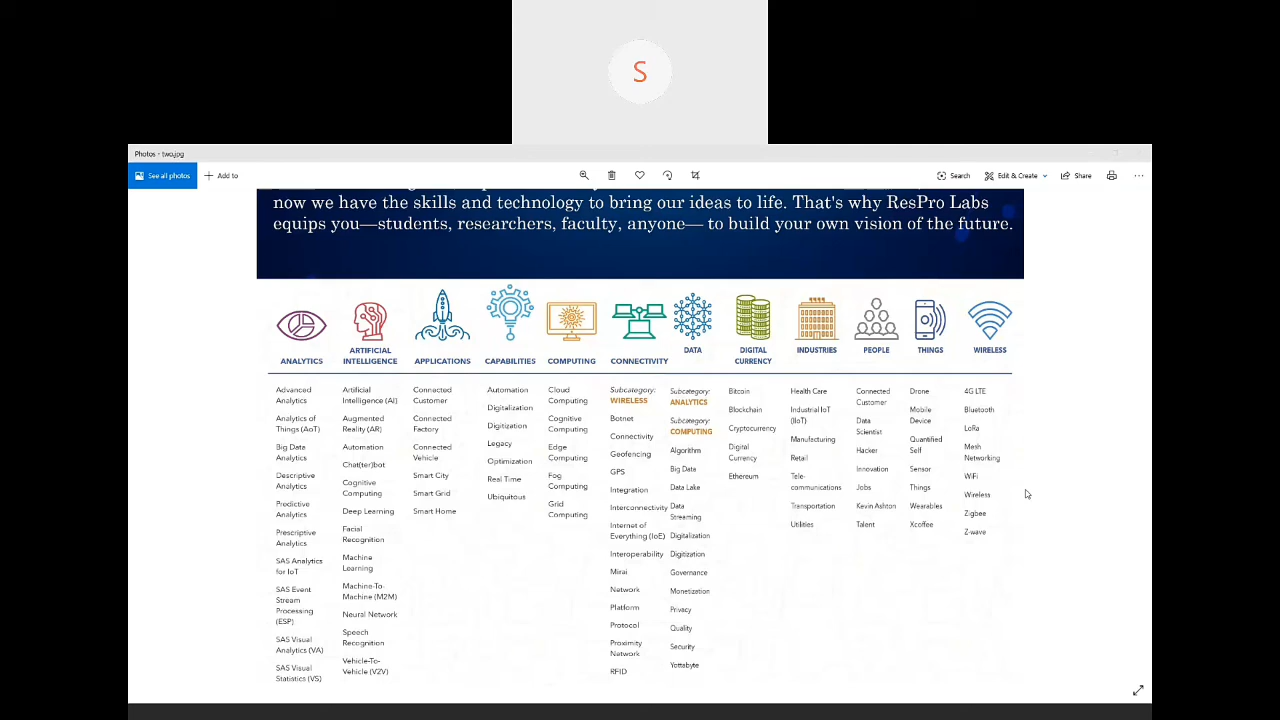 S
Photos - two.jpg
See all photos
Add to
Search
Edit & Create
Share
now we have the skills and technology to bring our ideas to life. That's why ResPro Labs
equips you—students, researchers, faculty, anyone— to build your own vision of the future.
ANALYTICS
Advanced
Analytics
Analytics of
Things (AoT)
Big Data
Analytics
Descriptive
Analytics
Predictive
Analytics
Prescriptive
Analytics
SAS Analytics
for IoT
SAS Event
Stream
Processing
(ESP)
SAS Visual
Analytics (VA)
SAS Visual
Statistics (VS)
ARTIFICIAL
INTELLIGENCE
Artificial
Intelligence (AI)
Augmented
Reality (AR)
Automation
Chat(ter)bot
Cognitive
Computing
Deep Learning
Facial
Recognition
Machine
Learning
Machine-To-
Machine (M2M)
Neural Network
Speech
Recognition
Vehicle-To-
Vehicle (V2V)
APPLICATIONS
Connected
Customer
Connected
Factory
Connected
Vehicle
Smart City
Smart Grid
Smart Home
CAPABILITIES
Automation
Digitalization
Digitization
Legacy
Optimization
Real Time
Ubiquitous
COMPUTING
Cloud
Computing
Cognitive
Computing
Edge
Computing
Fog
Computing
Grid
Computing
CONNECTIVITY
Subcategory:
WIRELESS
Botnet
Connectivity
Geofencing
GPS
Integration
Interconnectivity
Internet of
Everything (IoE)
Interoperability
Mirai
Network
Platform
Protocol
Proximity
Network
RFID
DATA
Subcategory:
ANALYTICS
Subcategory:
COMPUTING
Algorithm
Big Data
Data Lake
Data
Streaming
Digitalization
Digitization
Governance
Monetization
Privacy
Quality
Security
Yottabyte
DIGITAL
CURRENCY
Bitcoin
Blockchain
Cryptocurrency
Digital
Currency
Ethereum
INDUSTRIES
Health Care
Industrial IoT
(IIoT)
Manufacturing
Retail
Tele-
communications
Transportation
Utilities
PEOPLE
Connected
Customer
Data
Scientist
Hacker
Innovation
Jobs
Kevin Ashton
Talent
THINGS
Drone
Mobile
Device
Quantified
Self
Sensor
Things
Wearables
Xcoffee
WIRELESS
4G LTE
Bluetooth
LoRa
Mesh
Networking
WiFi
Wireless
Zigbee
Z-wave